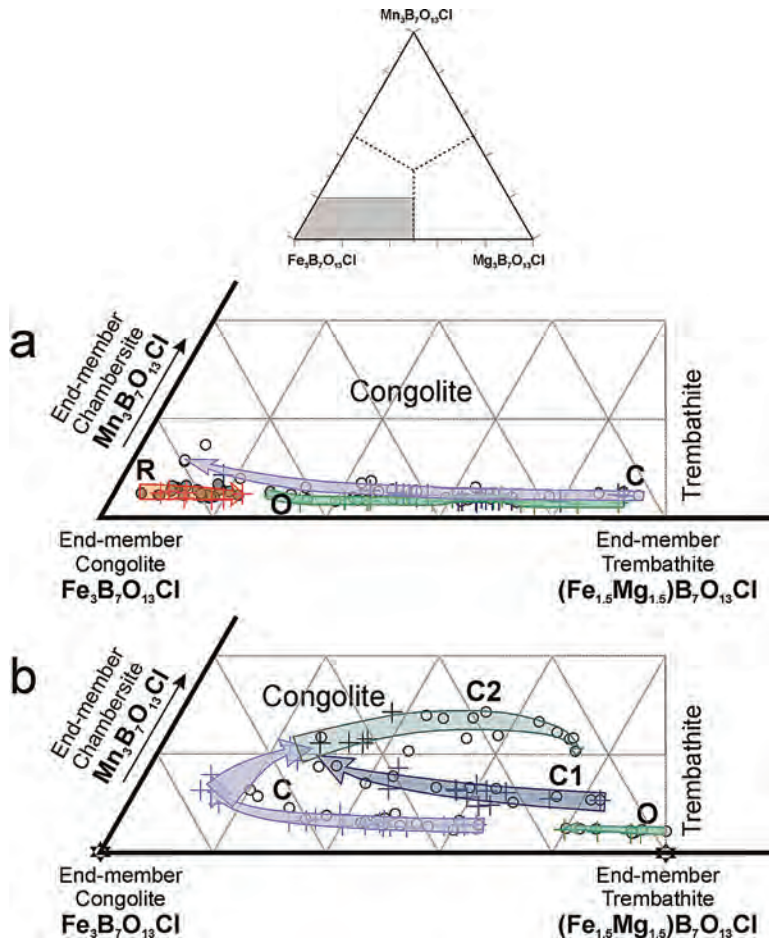 Mn₃B₇O₁₃Cl
Fe₃B₇O₁₃Cl
Mg₃B₇O₁₃Cl
a
End-member
Chambersite
Mn₃B₇O₁₃Cl
Congolite
R
O
C
Trembathite
End-member
Congolite
Fe₃B₇O₁₃Cl
End-member
Trembathite
(Fe₁.₅Mg₁.₅)B₇O₁₃Cl
b
End-member
Chambersite
Mn₃B₇O₁₃Cl
Congolite
C2
C1
C
O
Trembathite
End-member
Congolite
Fe₃B₇O₁₃Cl
End-member
Trembathite
(Fe₁.₅Mg₁.₅)B₇O₁₃Cl